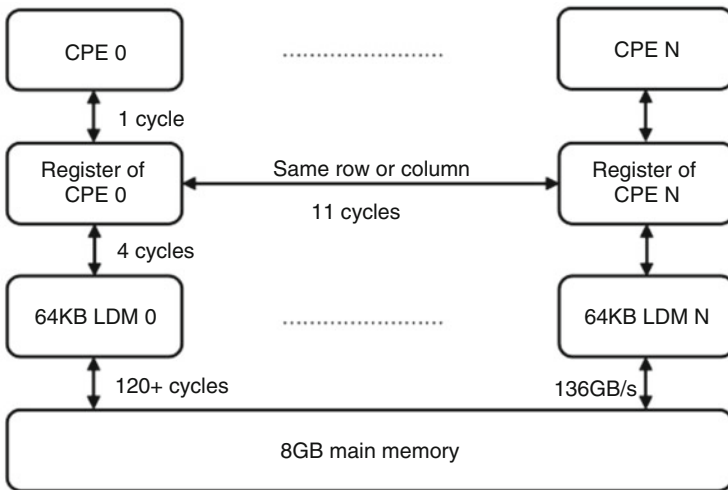 CPE 0
CPE N
1 cycle
Register of
CPE 0
Same row or column
11 cycles
Register of
CPE N
4 cycles
64KB LDM 0
64KB LDM N
120+ cycles
136GB/s
8GB main memory